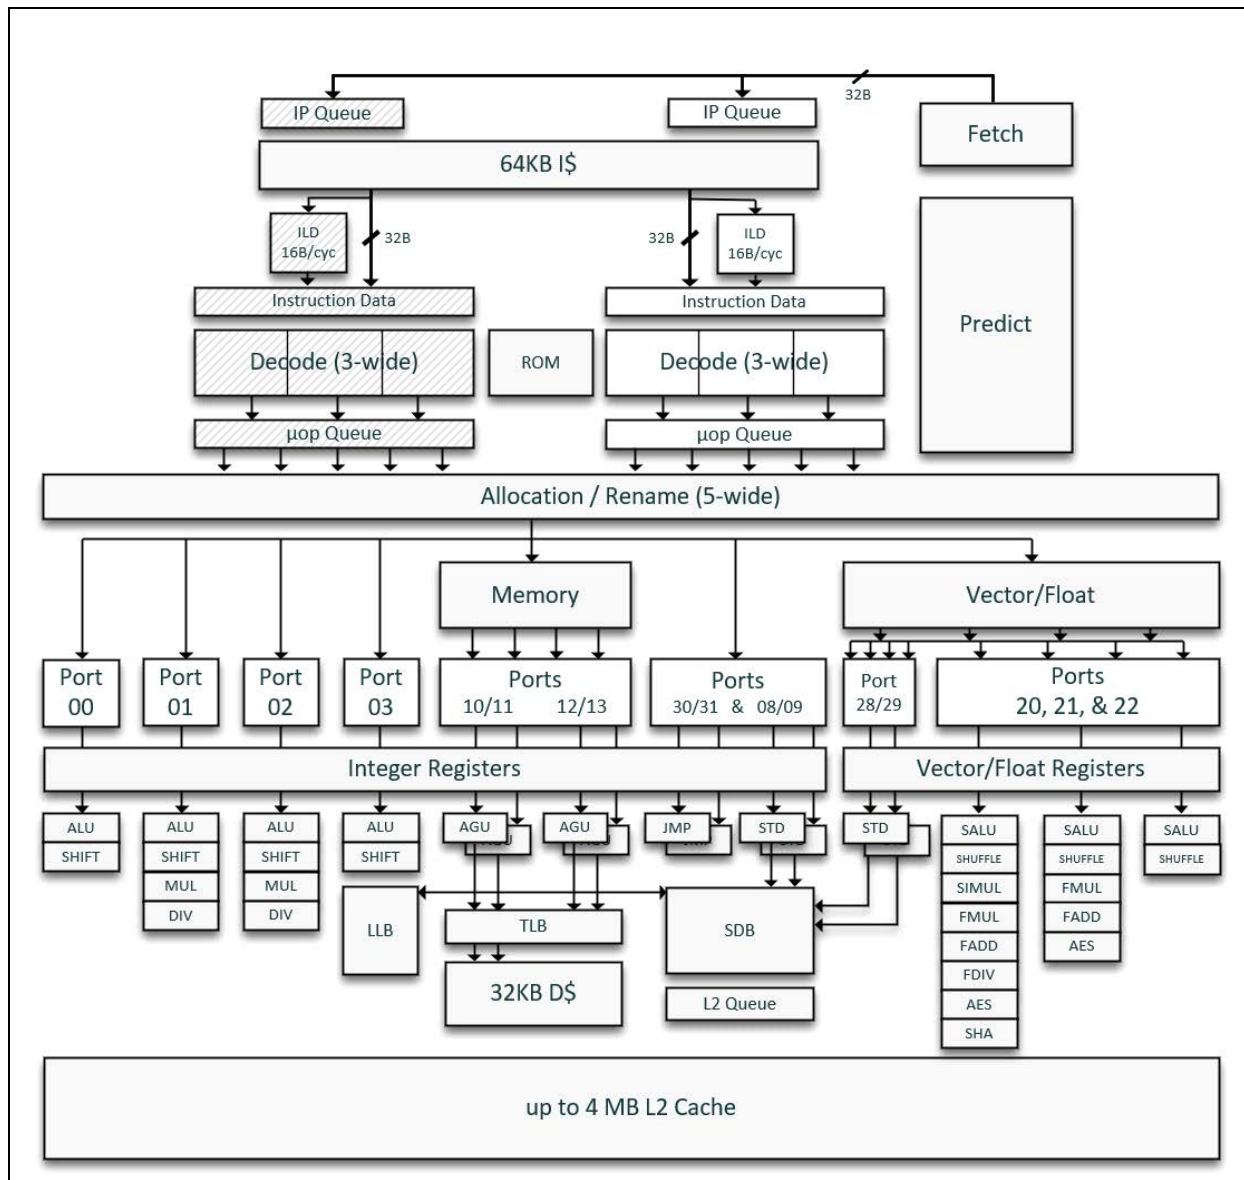 32B
IP Queue
IP Queue
Fetch
64KB I$
ILD
16B/cyc
32B
32B
ILD
16B/cyc
Predict
Instruction Data
Instruction Data
Decode (3-wide)
ROM
Decode (3-wide)
µop Queue
µop Queue
Allocation / Rename (5-wide)
Memory
Vector/Float
Port
00
Port
01
Port
02
Port
03
Ports
10/11 12/13
Ports
30/31 & 08/09
Port
28/29
Ports
20, 21, & 22
Integer Registers
Vector/Float Registers
ALU
SHIFT
ALU
SHIFT
MUL
DIV
ALU
SHIFT
MUL
DIV
ALU
SHIFT
AGU
AGU
JMP
STD
STD
SALU
SHUFFLE
SIMUL
FMUL
FADD
FDIV
AES
SHA
SALU
SHUFFLE
FMUL
FADD
AES
SALU
SHUFFLE
LLB
TLB
SDB
32KB D$
L2 Queue
up to 4 MB L2 Cache